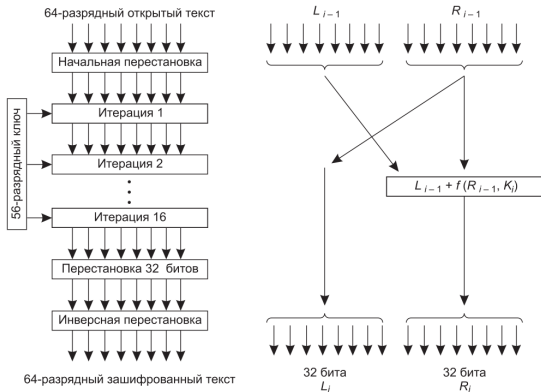 64-разрядный открытый текст
Начальная перестановка
56-разрядный ключ
Итерация 1
Итерация 2
Итерация 16
Перестановка 32 битов
Инверсная перестановка
64-разрядный зашифрованный текст
L i – 1
R i – 1
L i – 1 + f (R i – 1, K i)
32 бита
L i
32 бита
R i